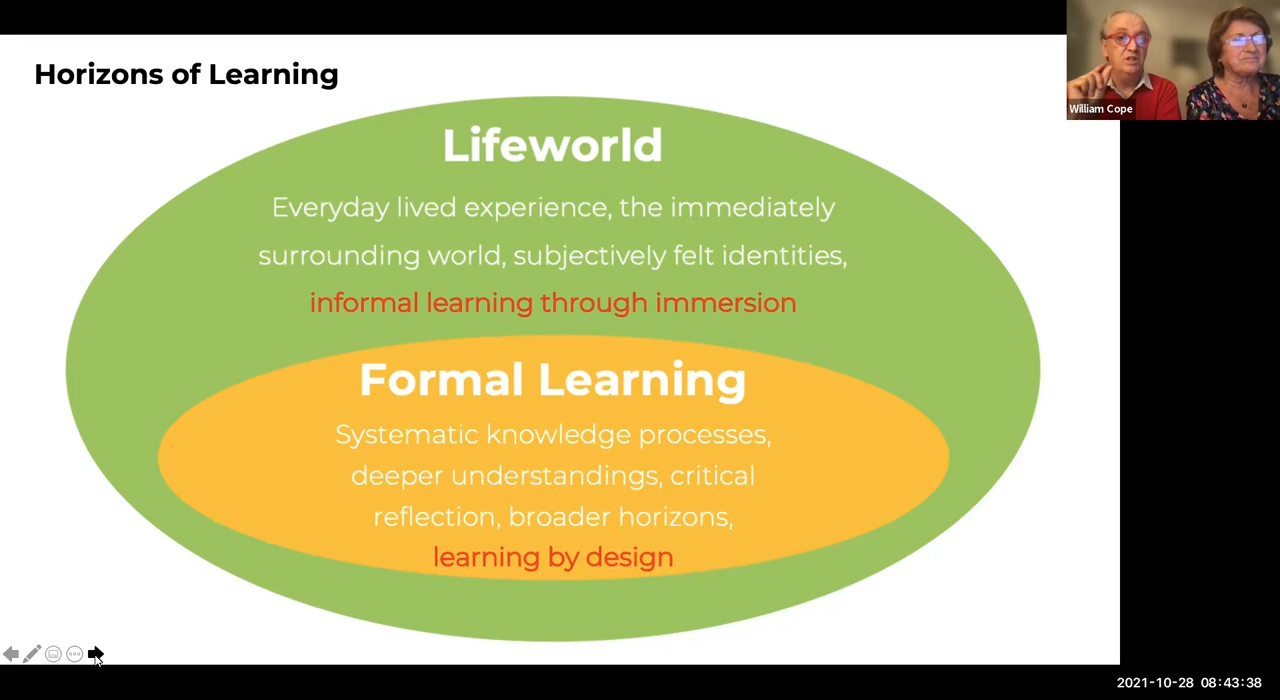 Horizons of Learning
William Cope
Lifeworld
Everyday lived experience, the immediately
surrounding world, subjectively felt identities,
informal learning through immersion
Formal Learning
Systematic knowledge processes,
deeper understandings, critical
reflection, broader horizons,
learning by design
2021-10-28 08:43:38